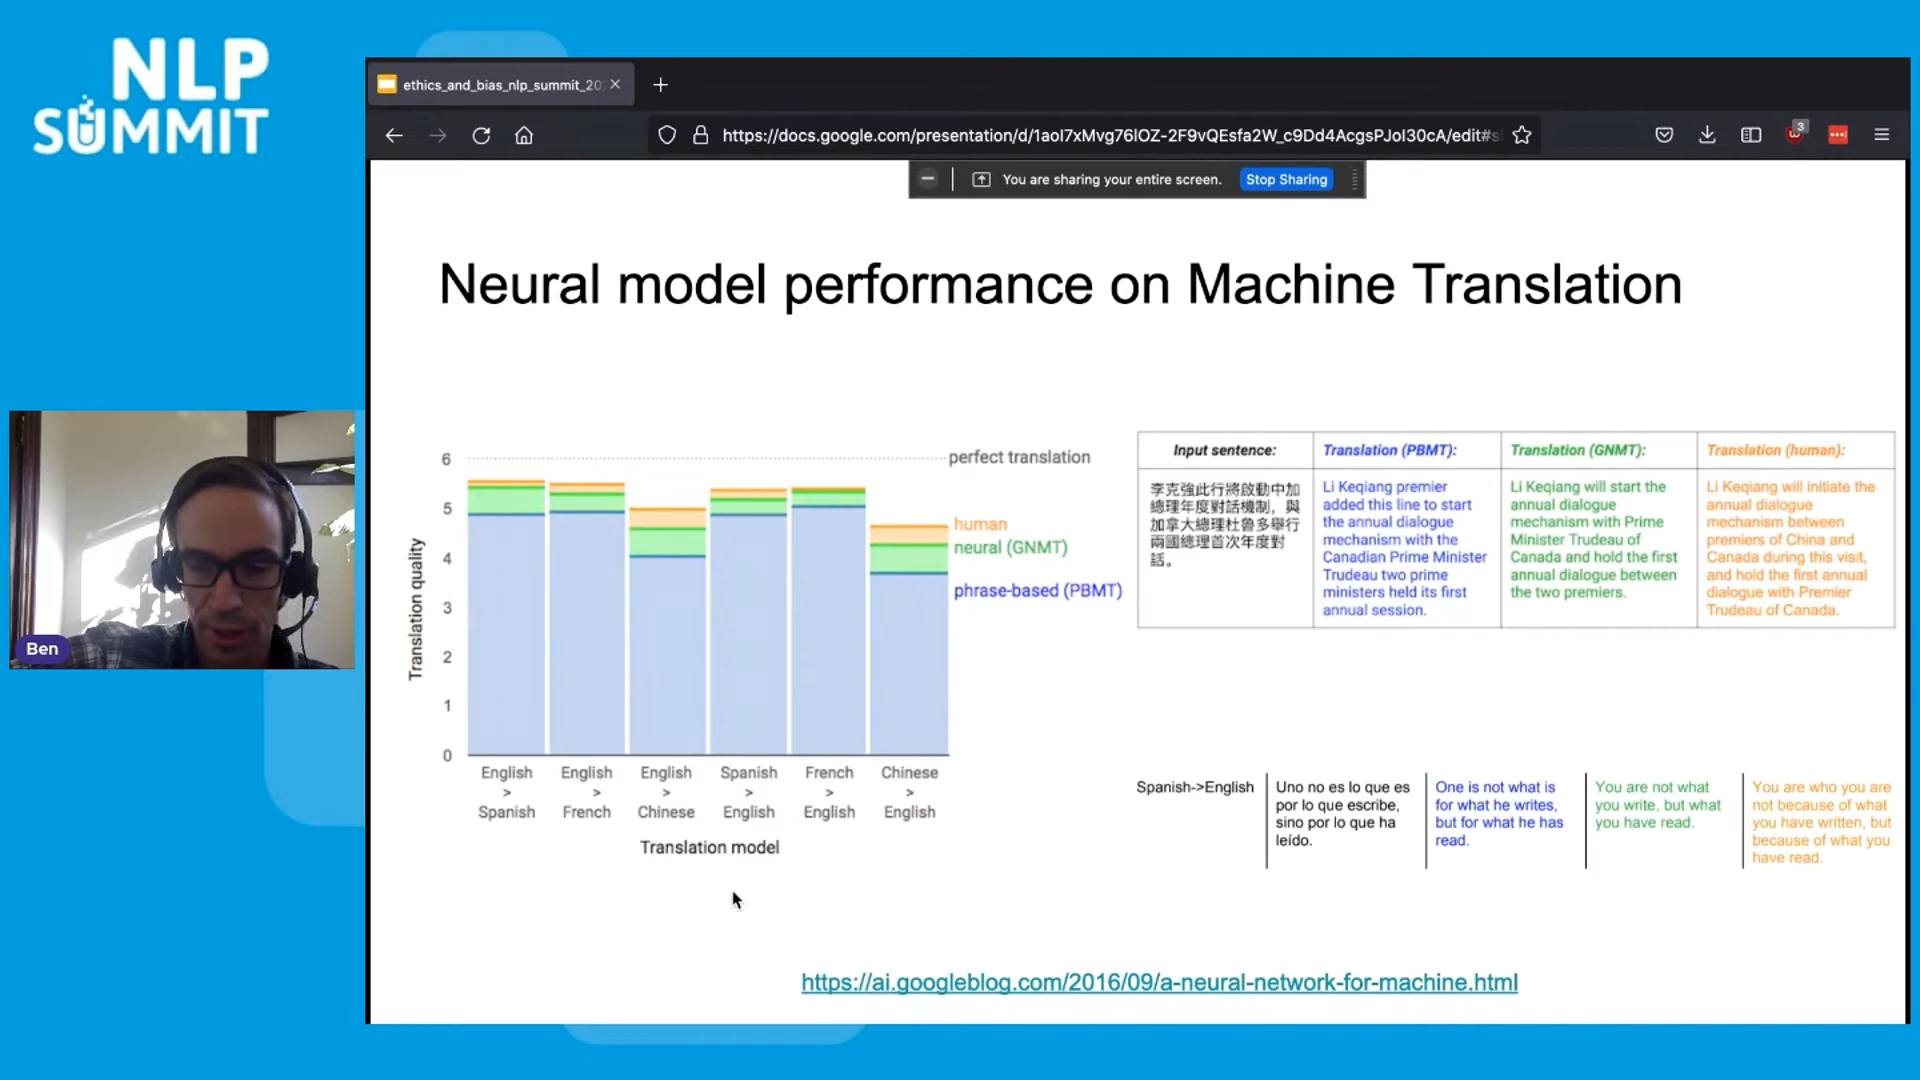 NLP
SUMMIT
ethics_and_bias_nlp_summit_20
https://docs.google.com/presentation/d/1aoI7xMvg76lOZ-2F9vQEsfa2W_c9Dd4AcgsPJoI30cA/edit#s
3
You are sharing your entire screen.
Stop Sharing
Neural model performance on Machine Translation
Translation quality
6
5
4
3
2
1
0
perfect translation
human
neural (GNMT)
phrase-based (PBMT)
English > Spanish
English > French
English > Chinese
Spanish > English
French > English
Chinese > English
Translation model
Input sentence:
李克強此行將啟動中加
總理年度對話機制，與
加拿大總理杜魯多舉行
兩國總理首次年度對
話。
Translation (PBMT):
Li Keqiang premier
added this line to start
the annual dialogue
mechanism with the
Canadian Prime Minister
Trudeau two prime
ministers held its first
annual session.
Translation (GNMT):
Li Keqiang will start the
annual dialogue
mechanism with Prime
Minister Trudeau of
Canada and hold the first
annual dialogue between
the two premiers.
Translation (human):
Li Keqiang will initiate the
annual dialogue
mechanism between
premiers of China and
Canada during this visit,
and hold the first annual
dialogue with Premier
Trudeau of Canada.
Spanish->English
Uno no es lo que es
por lo que escribe,
sino por lo que ha
leído.
One is not what is
for what he writes,
but for what he has
read.
You are not what
you write, but what
you have read.
You are who you are
not because of what
you have written, but
because of what you
have read.
https://ai.googleblog.com/2016/09/a-neural-network-for-machine.html
Ben